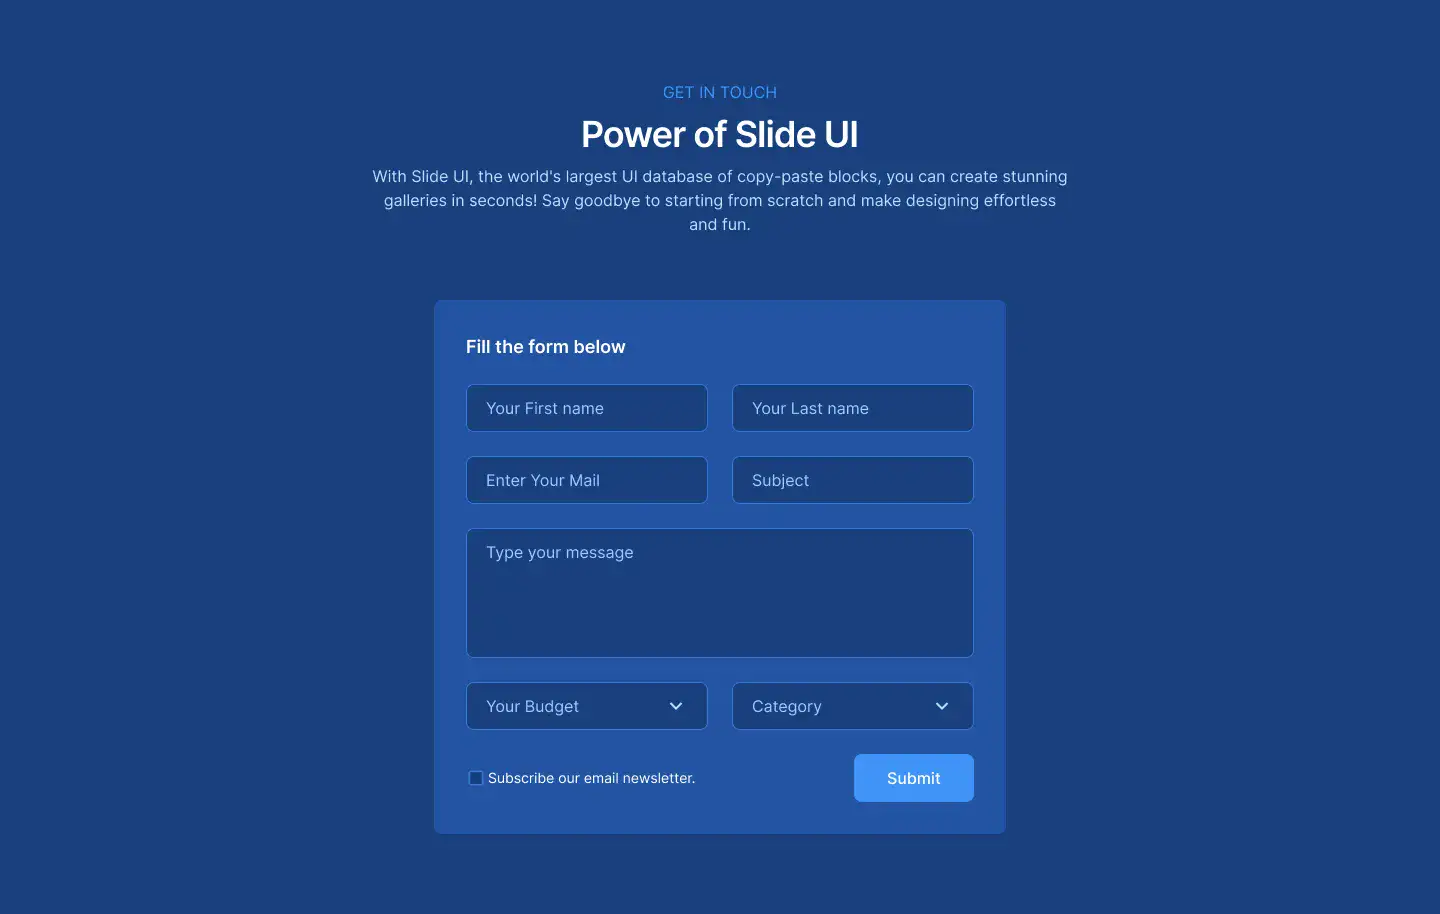 GET IN TOUCH
Power of Slide UI
With Slide UI, the world's largest UI database of copy-paste blocks, you can create stunning
galleries in seconds! Say goodbye to starting from scratch and make designing effortless
and fun.
Fill the form below
Your First name
Your Last name
Enter Your Mail
Subject
Type your message
Your Budget
Category
Subscribe our email newsletter.
Submit